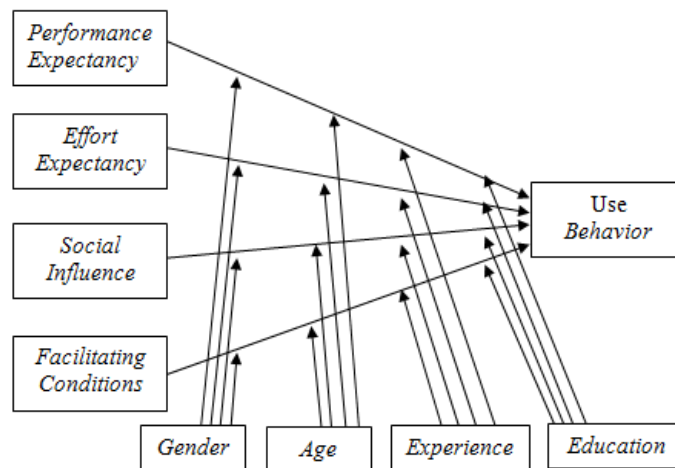 Performance
Expectancy
Effort
Expectancy
Social
Influence
Facilitating
Conditions
Use
Behavior
Gender
Age
Experience
Education